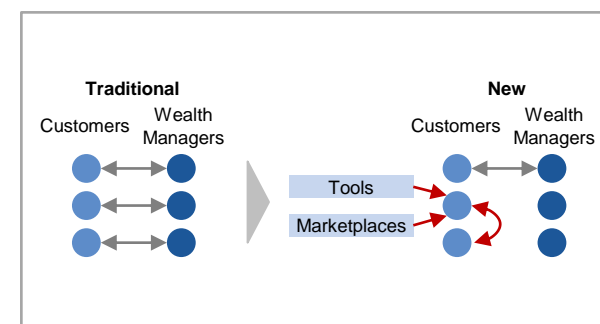 Traditional
Customers
Wealth
Managers
New
Customers
Wealth
Managers
Tools
Marketplaces